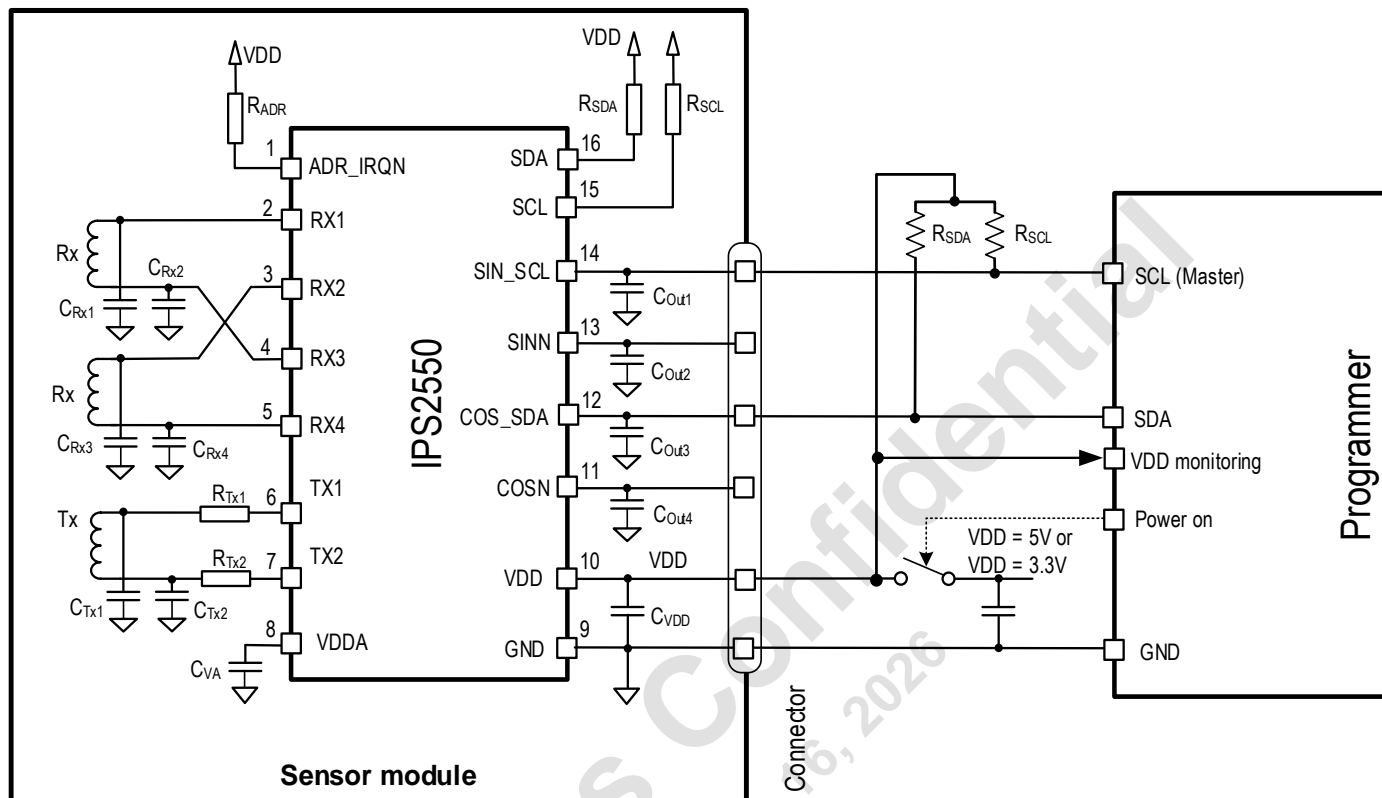 VDD
VDD
RADR
RSDA
RSCL
1
ADR_IRQN
16
SDA
15
SCL
2
RX1
Rx
CRx2
CRx1
3
RX2
14
SIN_SCL
COut1
RSDA
RSCL
SCL (Master)
13
SINN
COut2
4
RX3
IPS2550
Rx
5
RX4
CRx3
CRx4
12
COS_SDA
COut3
SDA
VDD monitoring
11
COSN
COut4
Programmer
TX1
RTx1
6
Tx
Power on
VDD = 5V or
VDD = 3.3V
TX2
RTx2
7
10
VDD
VDD
CTx1
CTx2
CVDD
8
VDDA
CVA
9
GND
GND
Connector
Sensor module
s Confidential
16, 2026